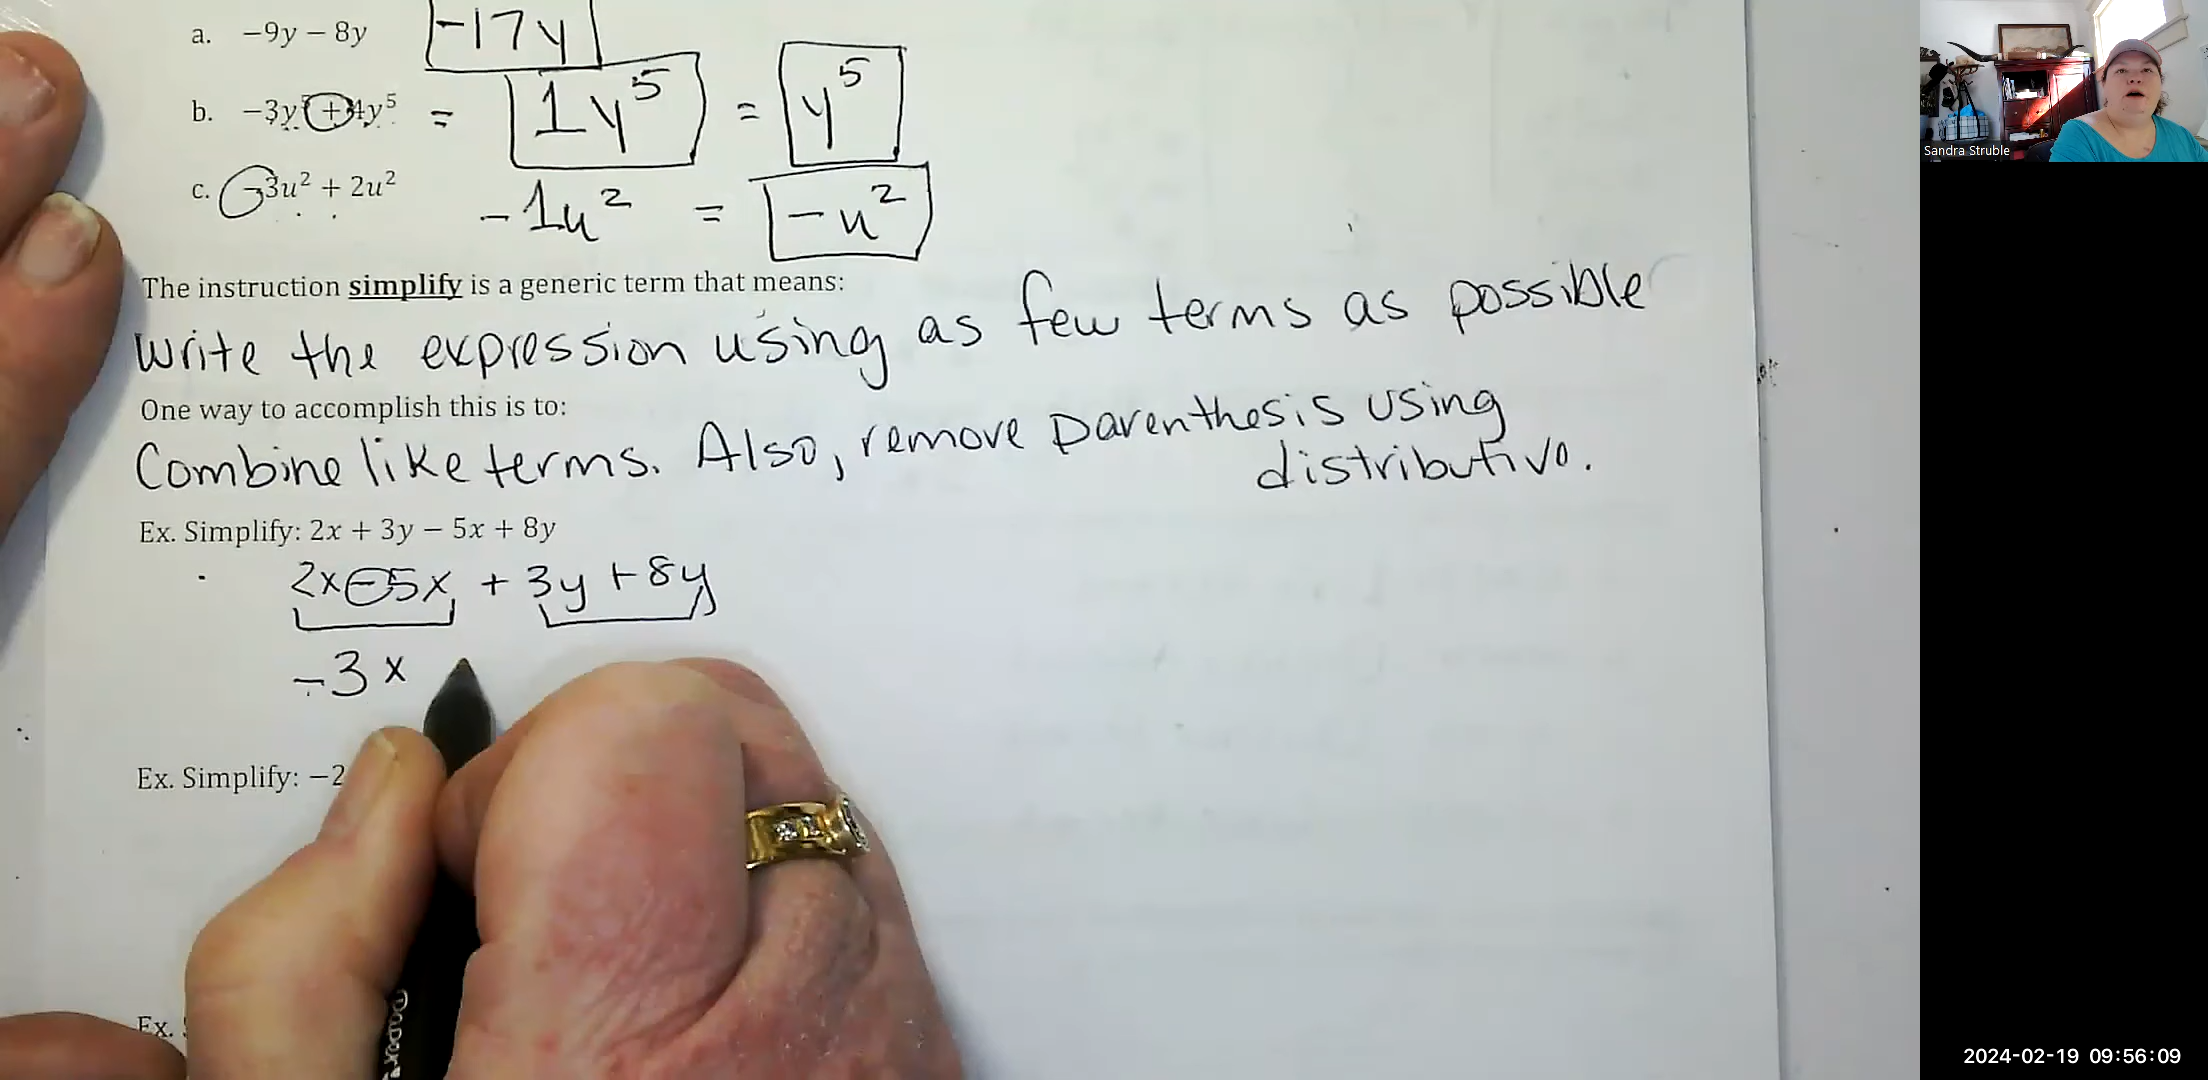 a. −9y − 8y -17y
b. −3y⁵ + 4y⁵ = 1y⁵ = y⁵
c. −3u² + 2u² -1u² = -u²
The instruction simplify is a generic term that means:
Write the expression using as few terms as possible
One way to accomplish this is to:
Combine like terms. Also, remove parenthesis using
distributive.
Ex. Simplify: 2x + 3y − 5x + 8y
2x - 5x + 3y + 8y
-3x
Ex. Simplify: −2
Ex.
Paper
Sandra Struble
2024-02-19 09:56:09